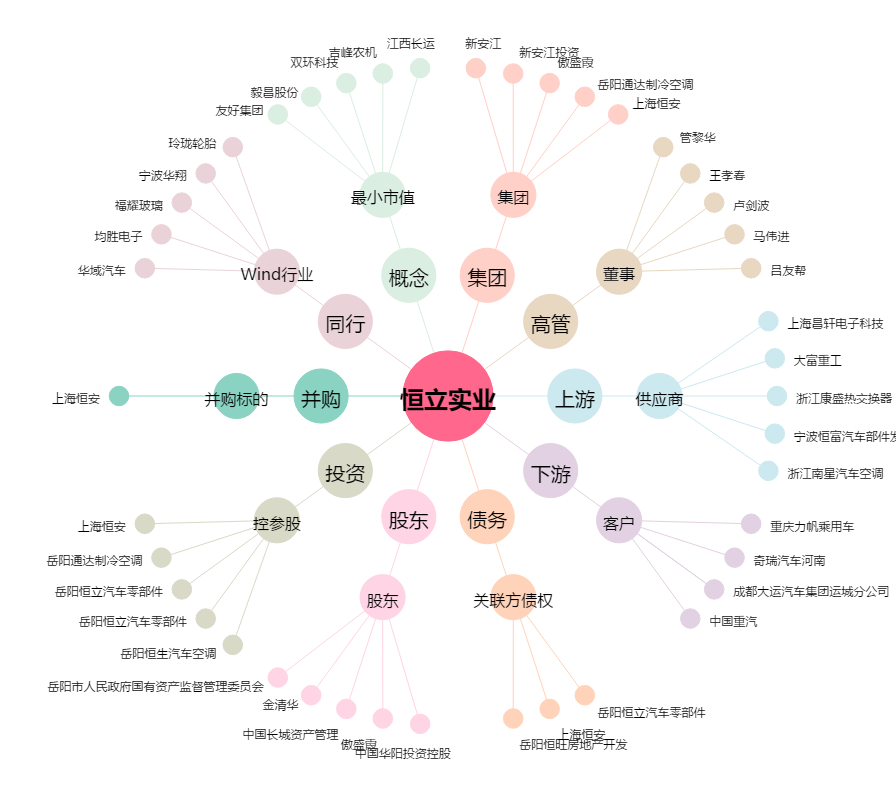 江西长运
新安江
吉峰农机
新安江投资
双环科技
傲盛霞
岳阳通达制冷空调
毅昌股份
上海恒安
友好集团
管黎华
玲珑轮胎
宁波华翔
王孝春
最小市值
集团
福耀玻璃
卢剑波
均胜电子
马伟进
华域汽车
Wind行业
概念
集团
董事
吕友帮
同行
高管
上海昌轩电子科技
大富重工
上海恒安
并购标的
并购
恒立实业
上游
供应商
浙江康盛热交换器
宁波恒富汽车部件发
投资
下游
浙江南星汽车空调
上海恒安
控参股
股东
债务
客户
重庆力帆乘用车
岳阳通达制冷空调
奇瑞汽车河南
岳阳恒立汽车零部件
股东
关联方债权
成都大运汽车集团运城分公司
岳阳恒立汽车零部件
中国重汽
岳阳恒生汽车空调
岳阳市人民政府国有资产监督管理委员会
金清华
岳阳恒立汽车零部件
中国长城资产管理
上海恒安
傲盛霞
岳阳恒旺房地产开发
中国华阳投资控股